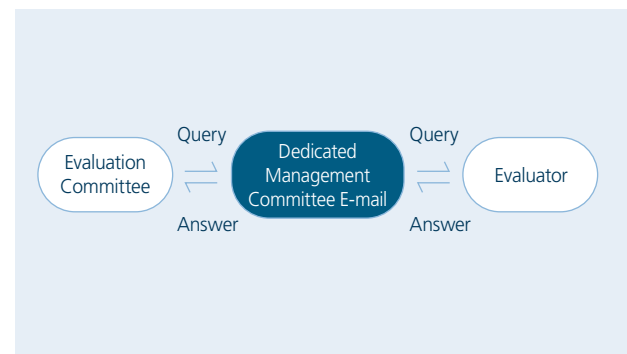 Evaluation
Committee
Query
Answer
Dedicated
Management
Committee E-mail
Query
Answer
Evaluator